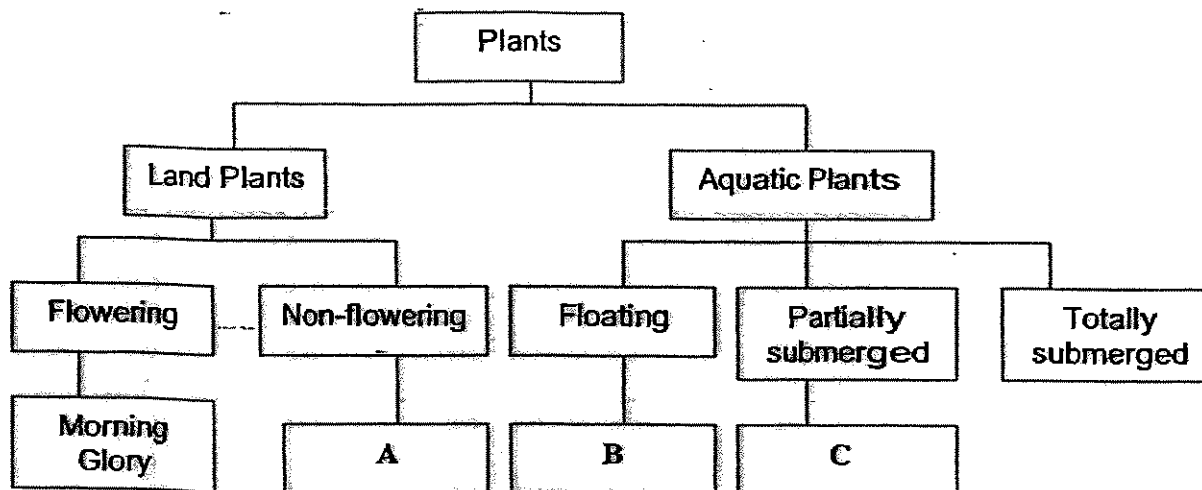 Plants
Land Plants
Aquatic Plants
Flowering
Non-flowering
Floating
Partially
submerged
Totally
submerged
Morning
Glory
A
B
C